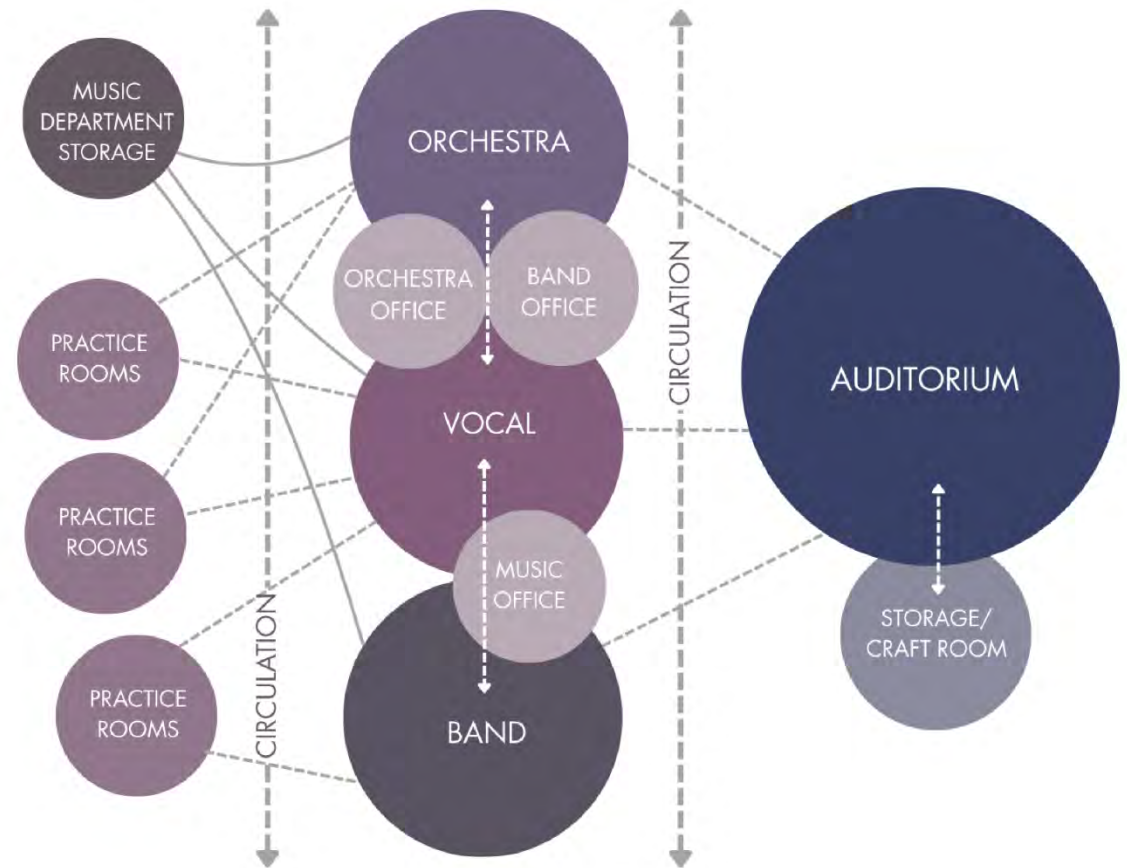 MUSIC
DEPARTMENT
STORAGE
ORCHESTRA
ORCHESTRA
OFFICE
BAND
OFFICE
CIRCULATION
PRACTICE
ROOMS
AUDITORIUM
VOCAL
PRACTICE
ROOMS
MUSIC
OFFICE
STORAGE/
CRAFT ROOM
CIRCULATION
PRACTICE
ROOMS
BAND